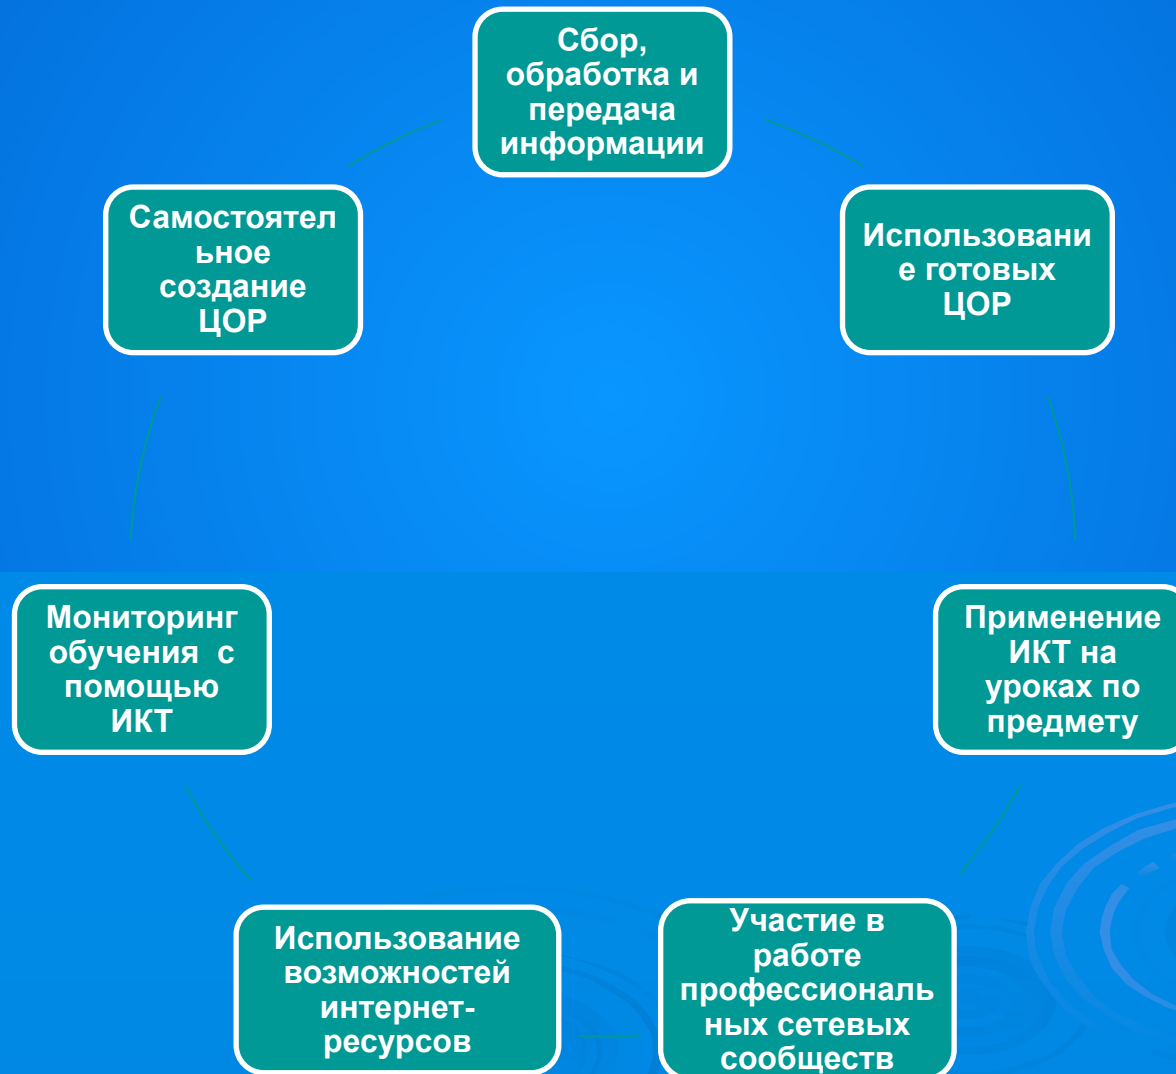 Сбор,
обработка и
передача
информации
Самостоятел
ьное
создание
ЦОР
Использовани
е готовых
ЦОР
Мониторинг
обучения  с
помощью
ИКТ
Применение
ИКТ на
уроках по
предмету
Использование
возможностей
интернет-
ресурсов
Участие в
работе
профессиональ
ных сетевых
сообществ